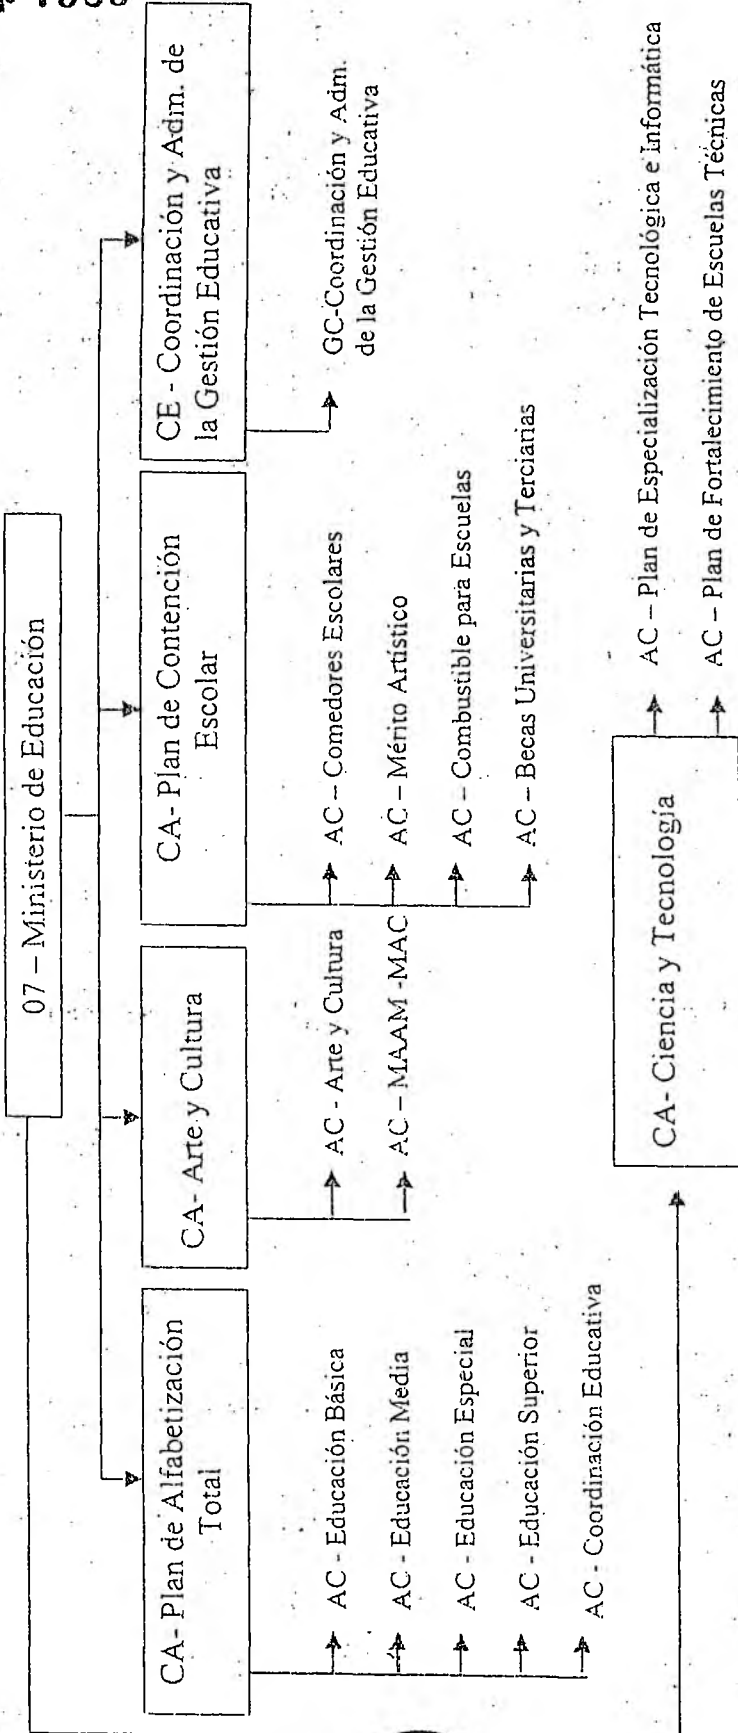 07 – Ministerio de Educación
CA- Plan de Alfabetización
Total
AC - Educación Básica
AC - Educación Media
AC - Educación Especial
AC - Educación Superior
AC - Coordinación Educativa
CA- Arte y Cultura
AC - Arte y Cultura
AC – MAAM -MAC
CA- Plan de Contención
Escolar
AC – Comedores Escolares
AC – Mérito Artístico
AC – Combustible para Escuelas
AC – Becas Universitarias y Terciarias
CE - Coordinación y Adm. de
la Gestión Educativa
GC-Coordinación y Adm.
de la Gestión Educativa
CA- Ciencia y Tecnología
AC – Plan de Especialización Tecnológica e Informática
AC – Plan de Fortalecimiento de Escuelas Técnicas